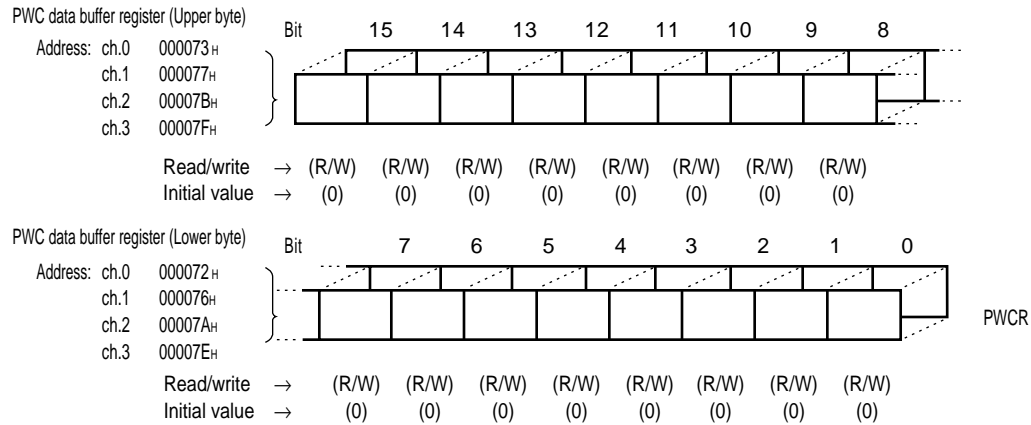 PWC data buffer register (Upper byte)
Bit 15 14 13 12 11 10 9 8
Address: ch.0 000073H
ch.1 000077H
ch.2 00007BH
ch.3 00007FH
Read/write → (R/W) (R/W) (R/W) (R/W) (R/W) (R/W) (R/W) (R/W)
Initial value → (0) (0) (0) (0) (0) (0) (0) (0)
PWC data buffer register (Lower byte)
Bit 7 6 5 4 3 2 1 0
Address: ch.0 000072H
ch.1 000076H
ch.2 00007AH
PWCR
ch.3 00007EH
Read/write → (R/W) (R/W) (R/W) (R/W) (R/W) (R/W) (R/W) (R/W)
Initial value → (0) (0) (0) (0) (0) (0) (0) (0)